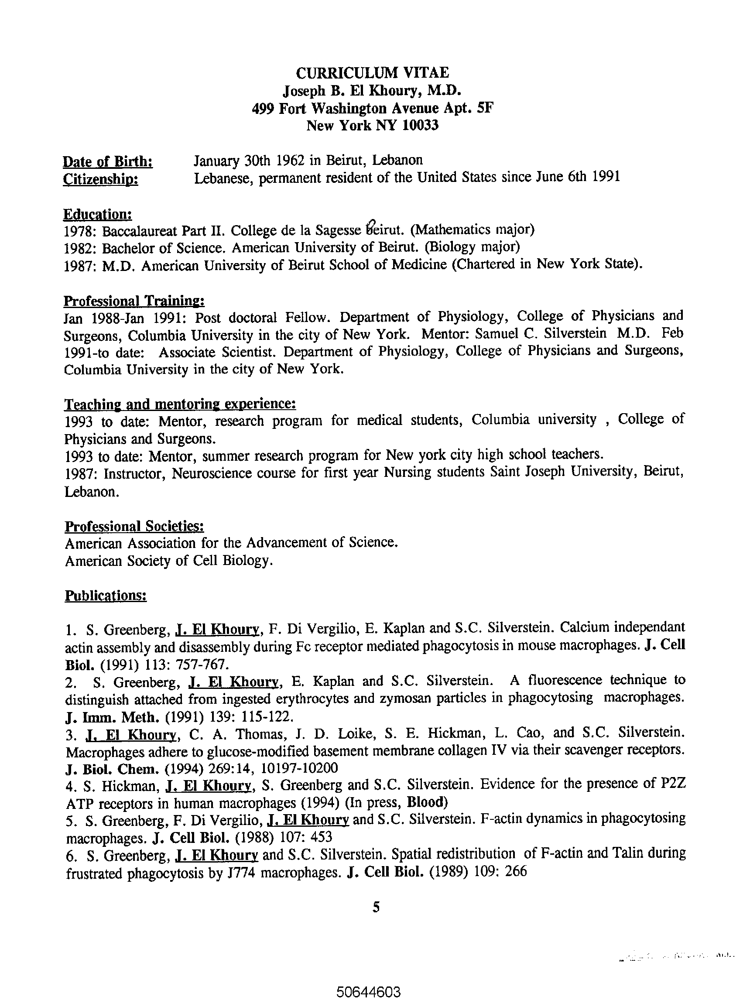 CURRICULUM VITAE
Joseph B. El Khoury, M.D.
499 Fort Washington Avenue Apt. 5F
New York NY 10033
Date of Birth: January 30th 1962 in Beirut, Lebanon
Citizenship: Lebanese, permanent resident of the United States since June 6th 1991
Education:
1978: Baccalaureat Part II. College de la Sagesse Beirut. (Mathematics major)
1982: Bachelor of Science. American University of Beirut. (Biology major)
1987: M.D. American University of Beirut School of Medicine (Chartered in New York State).
Professional Training:
Jan 1988-Jan 1991: Post doctoral Fellow. Department of Physiology, College of Physicians and
Surgeons, Columbia University in the city of New York. Mentor: Samuel C. Silverstein M.D. Feb
1991-to date: Associate Scientist. Department of Physiology, College of Physicians and Surgeons,
Columbia University in the city of New York.
Teaching and mentoring experience:
1993 to date: Mentor, research program for medical students, Columbia university , College of
Physicians and Surgeons.
1993 to date: Mentor, summer research program for New york city high school teachers.
1987: Instructor, Neuroscience course for first year Nursing students Saint Joseph University, Beirut,
Lebanon.
Professional Societies:
American Association for the Advancement of Science.
American Society of Cell Biology.
Publications:
1. S. Greenberg, J. El Khoury, F. Di Vergilio, E. Kaplan and S.C. Silverstein. Calcium independant
actin assembly and disassembly during Fc receptor mediated phagocytosis in mouse macrophages. J. Cell
Biol. (1991) 113: 757-767.
2. S. Greenberg, J. El Khoury, E. Kaplan and S.C. Silverstein. A fluorescence technique to
distinguish attached from ingested erythrocytes and zymosan particles in phagocytosing macrophages.
J. Imm. Meth. (1991) 139: 115-122.
3. J. El Khoury, C. A. Thomas, J. D. Loike, S. E. Hickman, L. Cao, and S.C. Silverstein.
Macrophages adhere to glucose-modified basement membrane collagen IV via their scavenger receptors.
J. Biol. Chem. (1994) 269:14, 10197-10200
4. S. Hickman, J. El Khoury, S. Greenberg and S.C. Silverstein. Evidence for the presence of P2Z
ATP receptors in human macrophages (1994) (In press, Blood)
5. S. Greenberg, F. Di Vergilio, J. El Khoury and S.C. Silverstein. F-actin dynamics in phagocytosing
macrophages. J. Cell Biol. (1988) 107: 453
6. S. Greenberg, J. El Khoury and S.C. Silverstein. Spatial redistribution of F-actin and Talin during
frustrated phagocytosis by J774 macrophages. J. Cell Biol. (1989) 109: 266
5
50644603